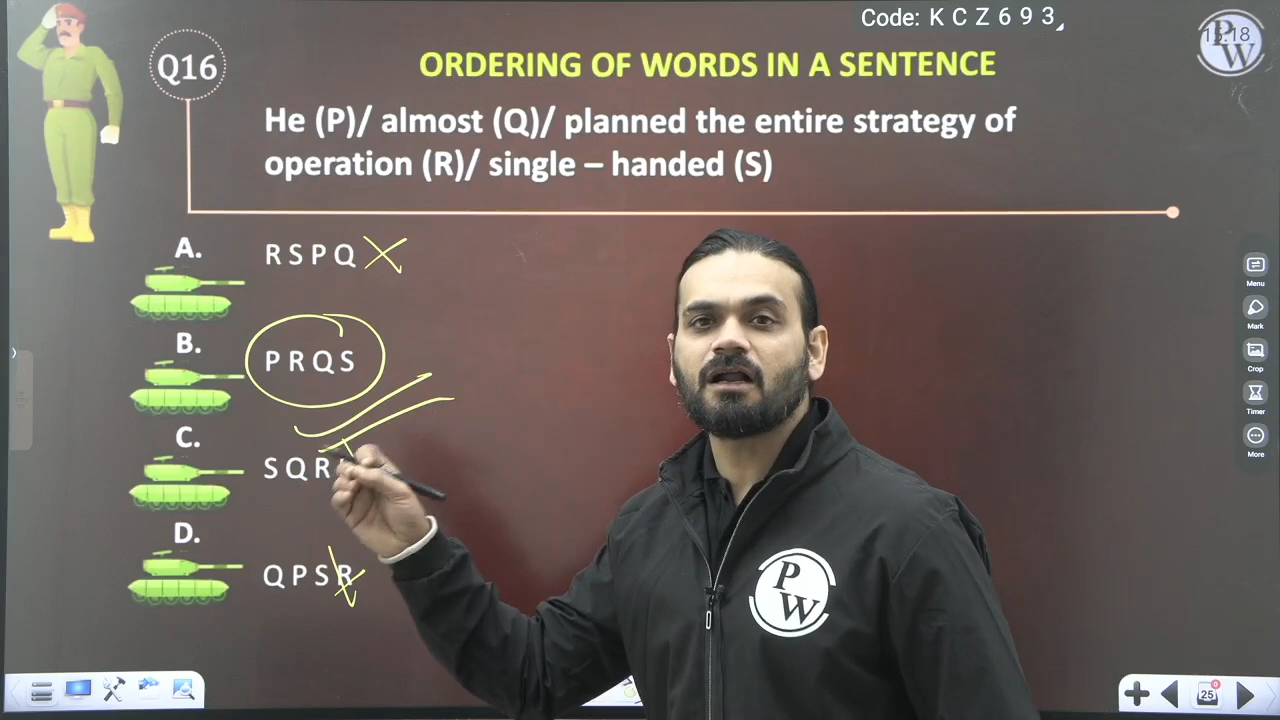 Code: K C Z 6 9 3
Q16
ORDERING OF WORDS IN A SENTENCE
He (P)/ almost (Q)/ planned the entire strategy of
operation (R)/ single – handed (S)
A.
R S P Q
B.
P R Q S
C.
S Q R
D.
Q P S R
P
W
Menu
Mark
Crop
Timer
More
25
0
P
W